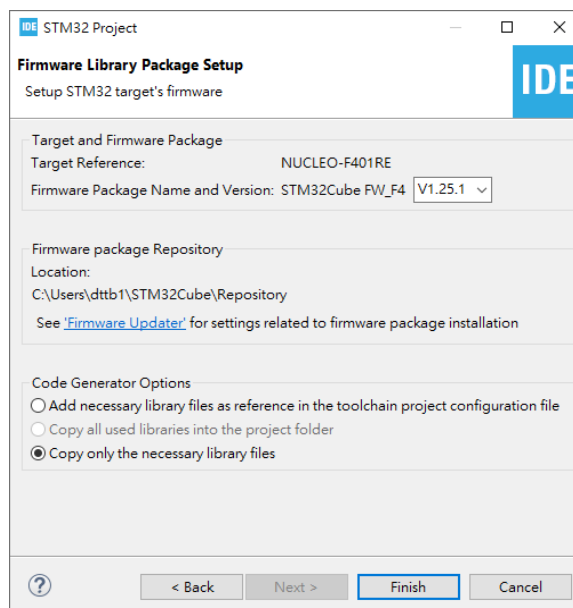 IDE STM32 Project
Firmware Library Package Setup
Setup STM32 target's firmware
IDE
Target and Firmware Package
Target Reference: NUCLEO-F401RE
Firmware Package Name and Version: STM32Cube FW_F4 V1.25.1
Firmware package Repository
Location:
C:\Users\dttb1\STM32Cube\Repository
See 'Firmware Updater' for settings related to firmware package installation
Code Generator Options
Add necessary library files as reference in the toolchain project configuration file
Copy all used libraries into the project folder
Copy only the necessary library files
? < Back Next > Finish Cancel